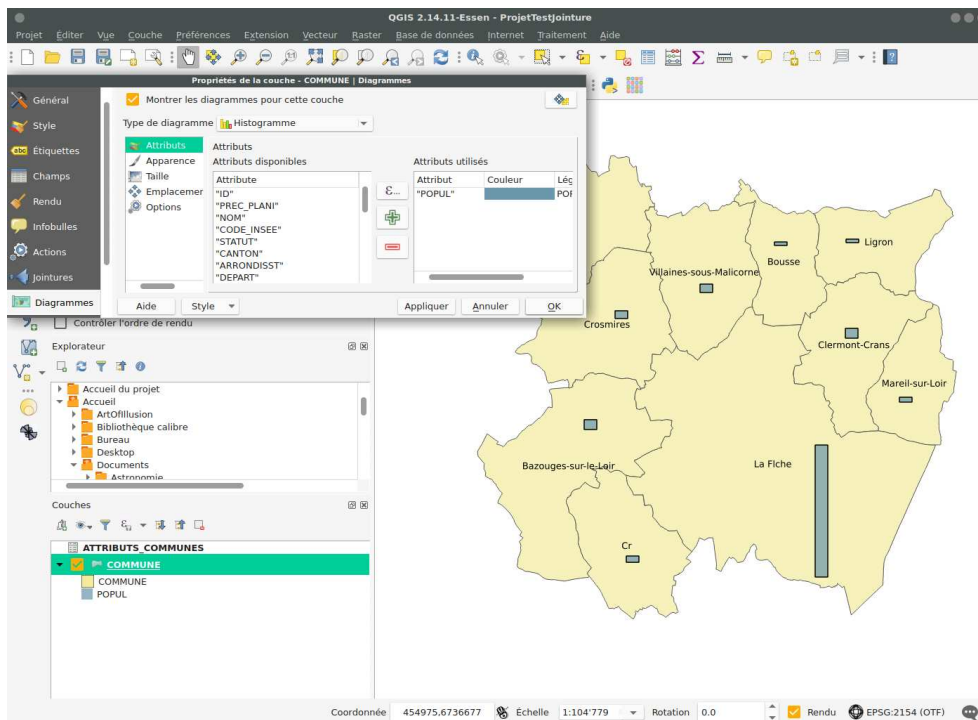 QGIS 2.14.11-Essen - ProjetTestJointure
Projet Éditer Vue Couche Préférences Extension Vecteur Raster Base de données Internet Traitement Aide
Propriétés de la couche - COMMUNE | Diagrammes
Général
Style
Étiquettes
Champs
Rendu
Infobulles
Actions
Jointures
Diagrammes
Montrer les diagrammes pour cette couche
Type de diagramme Histogramme
Attributs
Apparence
Taille
Emplacemer
Options
Attributs
Attributs disponibles
Attribute
"ID"
"PREC_PLANI"
"NOM"
"CODE_INSEE"
"STATUT"
"CANTON"
"ARRONDISST"
"DEPART"
Attributs utilisés
Attribut Couleur Lég
"POPUL" POF
Aide Style Appliquer Annuler OK
Contrôler l'ordre de rendu
Explorateur
Accueil du projet
Accueil
ArtOfIllusion
Bibliothèque calibre
Bureau
Desktop
Documents
Astronomie
Couches
ATTRIBUTS_COMMUNES
COMMUNE
COMMUNE
POPUL
Ligron
Bousse
Villaines-sous-Malicorne
Crosmires
Clermont-Crans
Mareil-sur-Loir
Bazouges-sur-le-Loir
La Flche
Cr
Coordonnée 454975.6736677 Échelle 1:104'779 Rotation 0.0 Rendu EPSG:2154 (OTF)